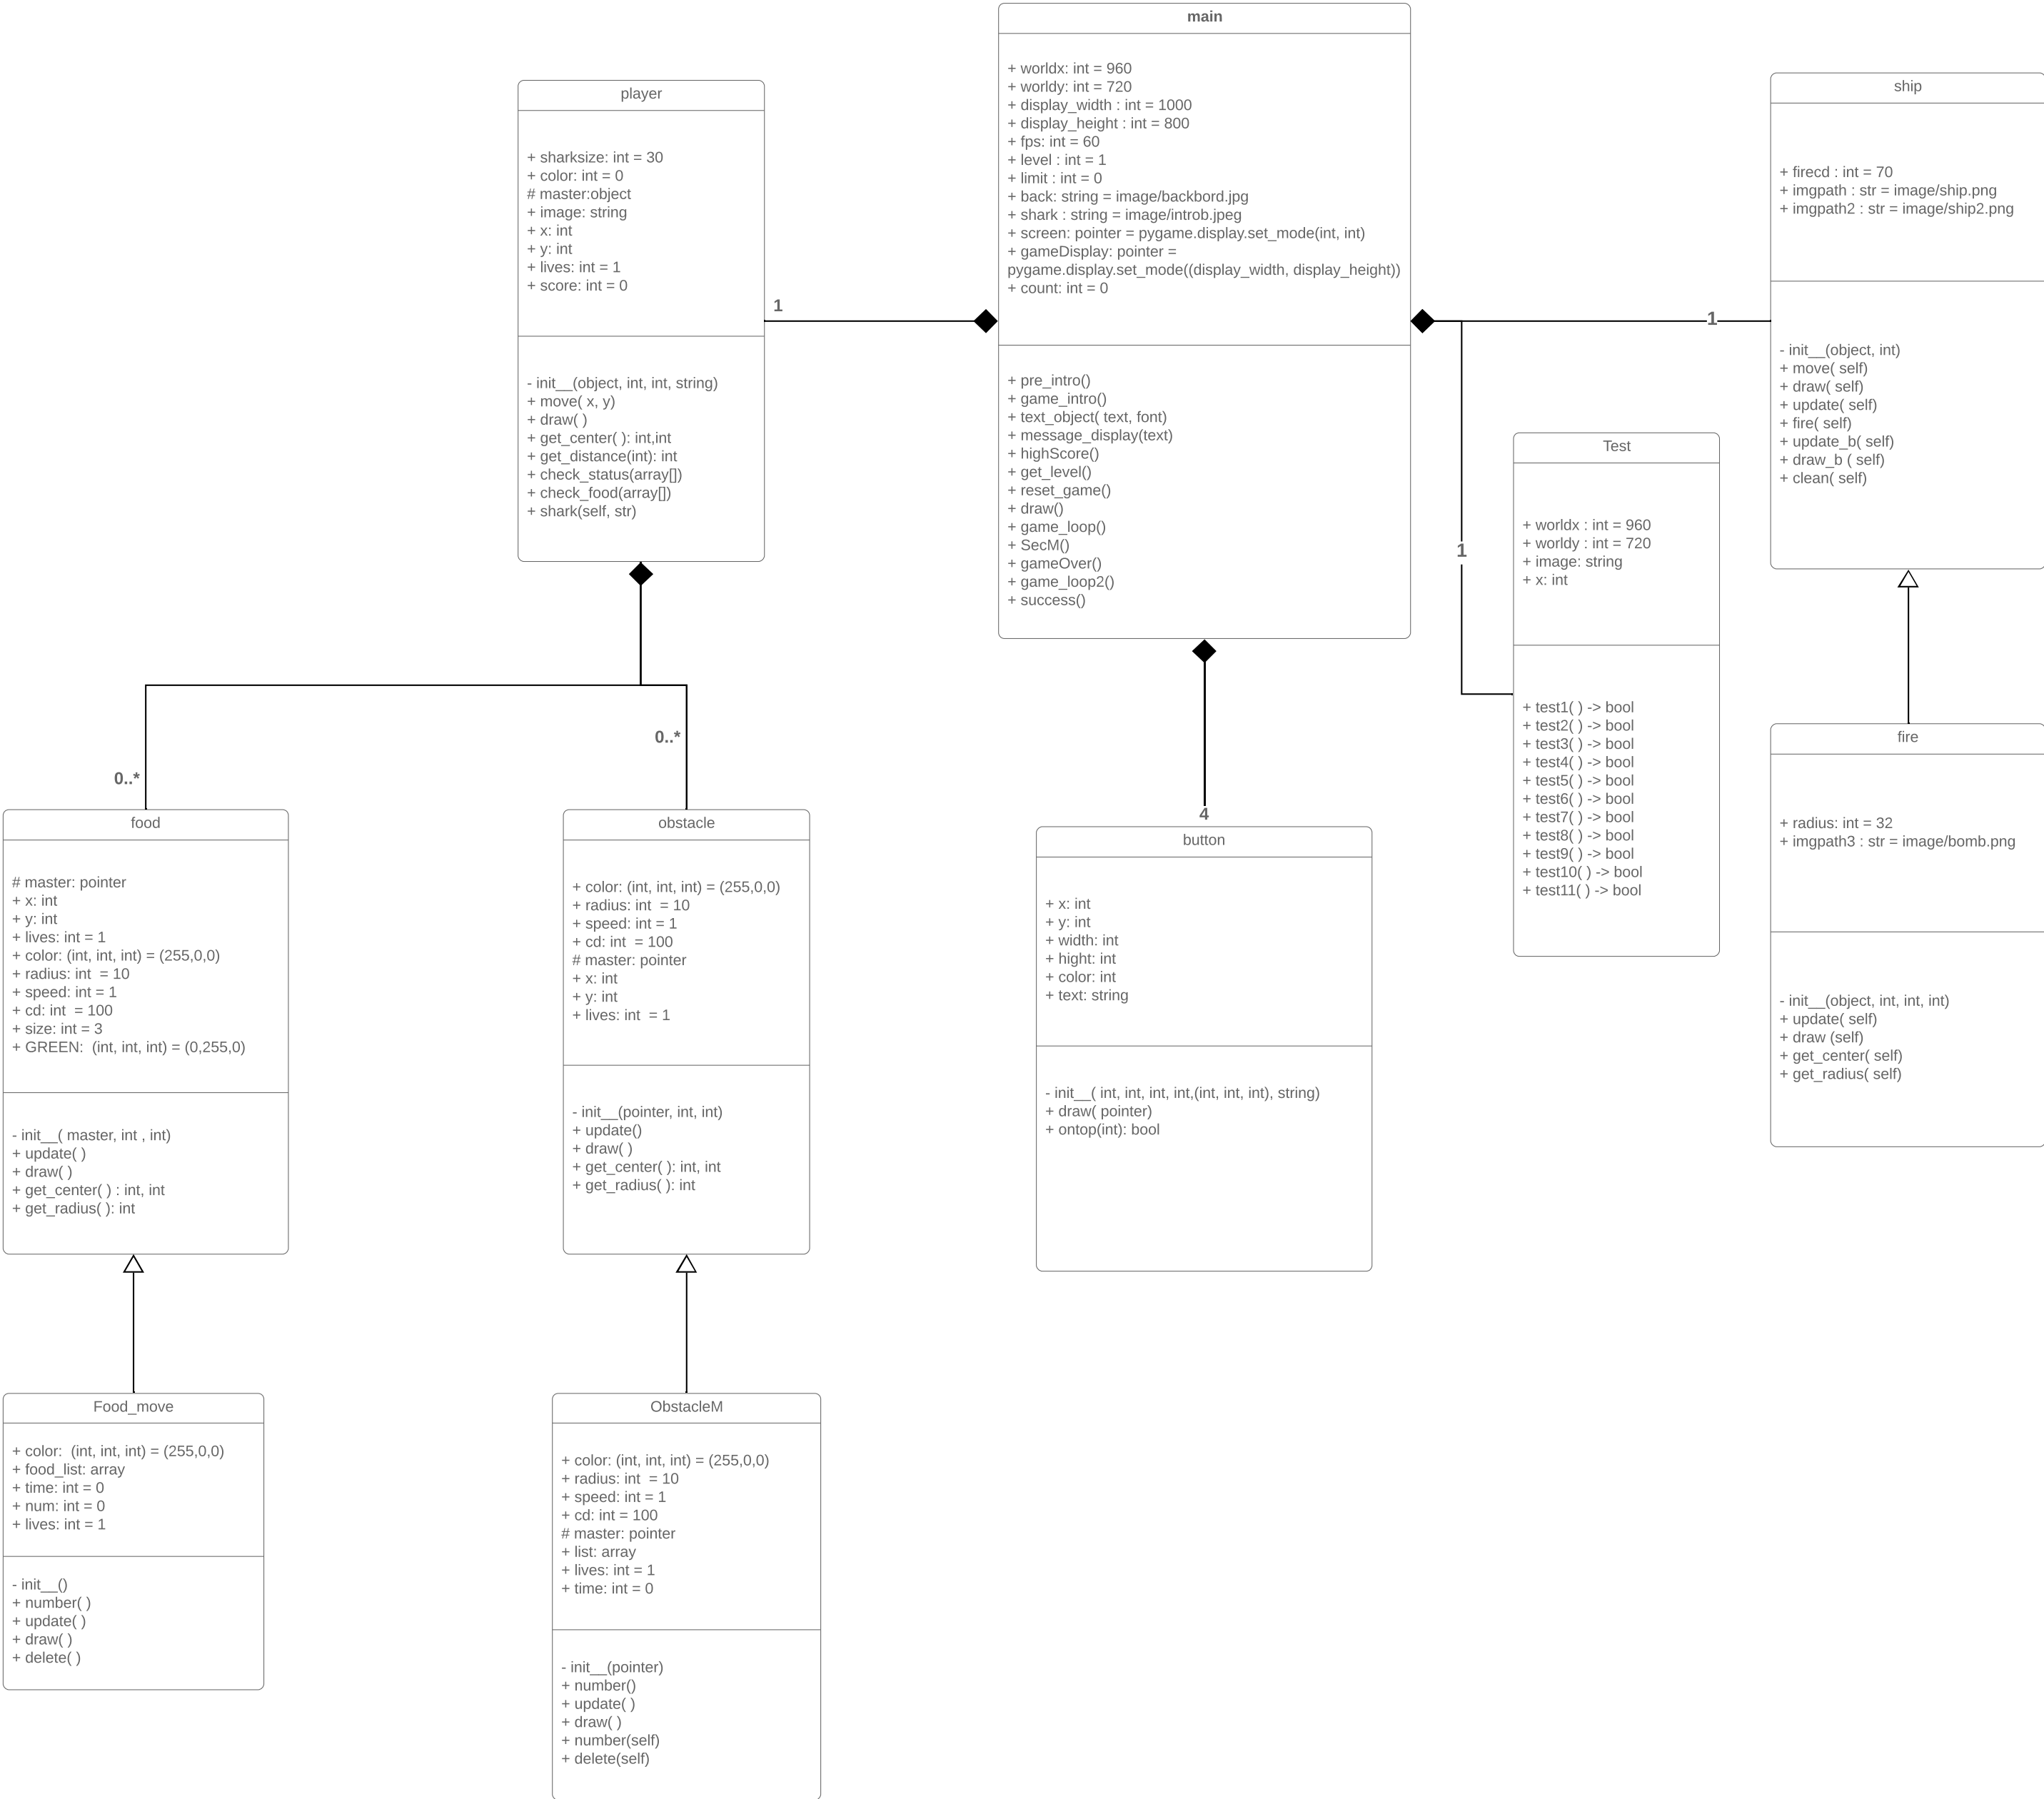 main
+ worldx: int = 960
+ worldy: int = 720
+ display_width : int = 1000
+ display_height : int = 800
+ fps: int = 60
+ level : int = 1
+ limit : int = 0
+ back: string = image/backbord.jpg
+ shark : string = image/introb.jpeg
+ screen: pointer = pygame.display.set_mode(int, int)
+ gameDisplay: pointer =
pygame.display.set_mode((display_width, display_height))
+ count: int = 0
+ pre_intro()
+ game_intro()
+ text_object( text, font)
+ message_display(text)
+ highScore()
+ get_level()
+ reset_game()
+ draw()
+ game_loop()
+ SecM()
+ gameOver()
+ game_loop2()
+ success()
player
+ sharksize: int = 30
+ color: int = 0
# master:object
+ image: string
+ x: int
+ y: int
+ lives: int = 1
+ score: int = 0
- init__(object, int, int, string)
+ move( x, y)
+ draw( )
+ get_center( ): int,int
+ get_distance(int): int
+ check_status(array[])
+ check_food(array[])
+ shark(self, str)
1
ship
+ firecd : int = 70
+ imgpath : str = image/ship.png
+ imgpath2 : str = image/ship2.png
- init__(object, int)
+ move( self)
+ draw( self)
+ update( self)
+ fire( self)
+ update_b( self)
+ draw_b ( self)
+ clean( self)
1
1
Test
+ worldx : int = 960
+ worldy : int = 720
+ image: string
+ x: int
+ test1( ) -> bool
+ test2( ) -> bool
+ test3( ) -> bool
+ test4( ) -> bool
+ test5( ) -> bool
+ test6( ) -> bool
+ test7( ) -> bool
+ test8( ) -> bool
+ test9( ) -> bool
+ test10( ) -> bool
+ test11( ) -> bool
fire
+ radius: int = 32
+ imgpath3 : str = image/bomb.png
- init__(object, int, int, int)
+ update( self)
+ draw (self)
+ get_center( self)
+ get_radius( self)
0..*
0..*
4
food
# master: pointer
+ x: int
+ y: int
+ lives: int = 1
+ color: (int, int, int) = (255,0,0)
+ radius: int  = 10
+ speed: int = 1
+ cd: int  = 100
+ size: int = 3
+ GREEN:  (int, int, int) = (0,255,0)
- init__( master, int , int)
+ update( )
+ draw( )
+ get_center( ) : int, int
+ get_radius( ): int
obstacle
+ color: (int, int, int) = (255,0,0)
+ radius: int  = 10
+ speed: int = 1
+ cd: int  = 100
# master: pointer
+ x: int
+ y: int
+ lives: int  = 1
- init__(pointer, int, int)
+ update()
+ draw( )
+ get_center( ): int, int
+ get_radius( ): int
button
+ x: int
+ y: int
+ width: int
+ hight: int
+ color: int
+ text: string
- init__( int, int, int, int,(int, int, int), string)
+ draw( pointer)
+ ontop(int): bool
Food_move
+ color:  (int, int, int) = (255,0,0)
+ food_list: array
+ time: int = 0
+ num: int = 0
+ lives: int = 1
- init__()
+ number( )
+ update( )
+ draw( )
+ delete( )
ObstacleM
+ color: (int, int, int) = (255,0,0)
+ radius: int  = 10
+ speed: int = 1
+ cd: int = 100
# master: pointer
+ list: array
+ lives: int = 1
+ time: int = 0
- init__(pointer)
+ number()
+ update( )
+ draw( )
+ number(self)
+ delete(self)